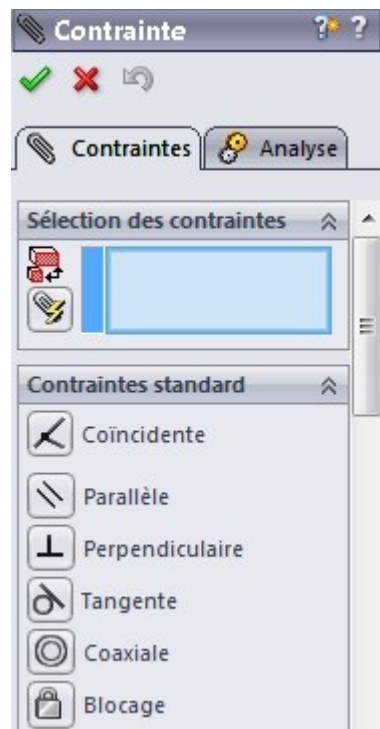 Contrainte
Contraintes Analyse
Sélection des contraintes
Contraintes standard
Coïncidente
Parallèle
Perpendiculaire
Tangente
Coaxiale
Blocage